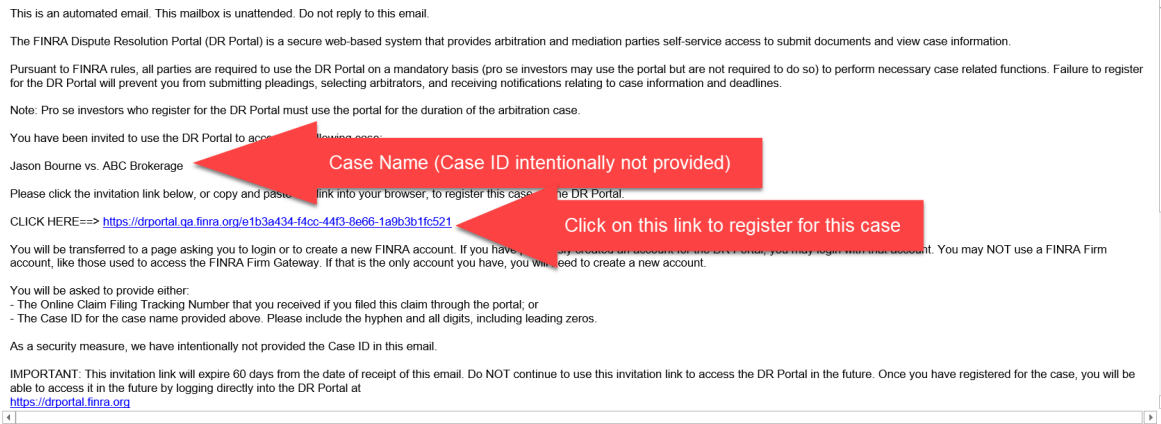 This is an automated email. This mailbox is unattended. Do not reply to this email.
The FINRA Dispute Resolution Portal (DR Portal) is a secure web-based system that provides arbitration and mediation parties self-service access to submit documents and view case information.
Pursuant to FINRA rules, all parties are required to use the DR Portal on a mandatory basis (pro se investors may use the portal but are not required to do so) to perform necessary case related functions. Failure to register
for the DR Portal will prevent you from submitting pleadings, selecting arbitrators, and receiving notifications relating to case information and deadlines.
Note: Pro se investors who register for the DR Portal must use the portal for the duration of the arbitration case.
You have been invited to use the DR Portal to
Jason Bourne vs. ABC Brokerage
Case Name (Case ID intentionally not provided)
Please click the invitation link below, or copy and link into your browser, to register this case DR Portal.
CLICK HERE==> https://drportal.qa.finra.org/e1b3a434-f4cc-44f3-8e66-1a9b3b1fc521
Click on this link to register for this case
You will be transferred to a page asking you to login or to create a new FINRA account. If you have account. You may NOT use a FINRA Firm
account, like those used to access the FINRA Firm Gateway. If that is the only account you have, you will need to create a new account.
You will be asked to provide either:
- The Online Claim Filing Tracking Number that you received if you filed this claim through the portal; or
- The Case ID for the case name provided above. Please include the hyphen and all digits, including leading zeros.
As a security measure, we have intentionally not provided the Case ID in this email.
IMPORTANT: This invitation link will expire 60 days from the date of receipt of this email. Do NOT continue to use this invitation link to access the DR Portal in the future. Once you have registered for the case, you will be
able to access it in the future by logging directly into the DR Portal at
https://drportal.finra.org